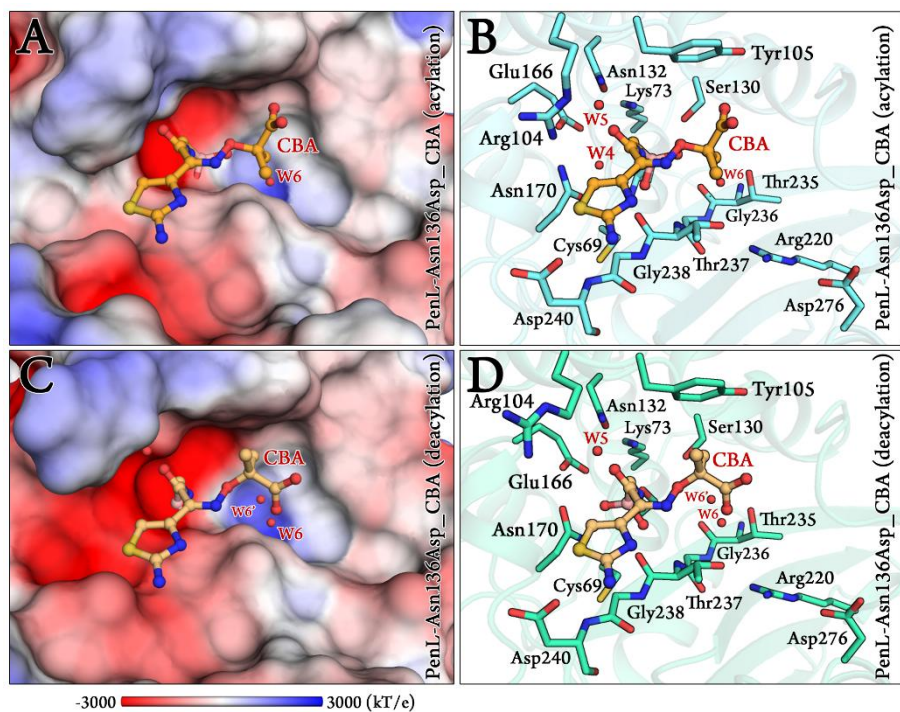 A
CBA
W6
PenL-Asn136Asp_CBA (acylation)
B
Tyr105
Asn132
Glu166
Lys73
Ser130
W5
Arg104
CBA
W4
W6
Thr235
Asn170
Gly236
Arg220
Cys69
Gly238
Thr237
Asp276
Asp240
PenL-Asn136Asp_CBA (acylation)
C
CBA
W6'
W6
PenL-Asn136Asp_CBA (deacylation)
D
Tyr105
Arg104
Asn132
Lys73
Ser130
W5
CBA
Glu166
W6'
W6
Thr235
Asn170
Gly236
Arg220
Cys69
Gly238
Thr237
Asp276
Asp240
PenL-Asn136Asp_CBA (deacylation)
-3000 3000 (kT/e)